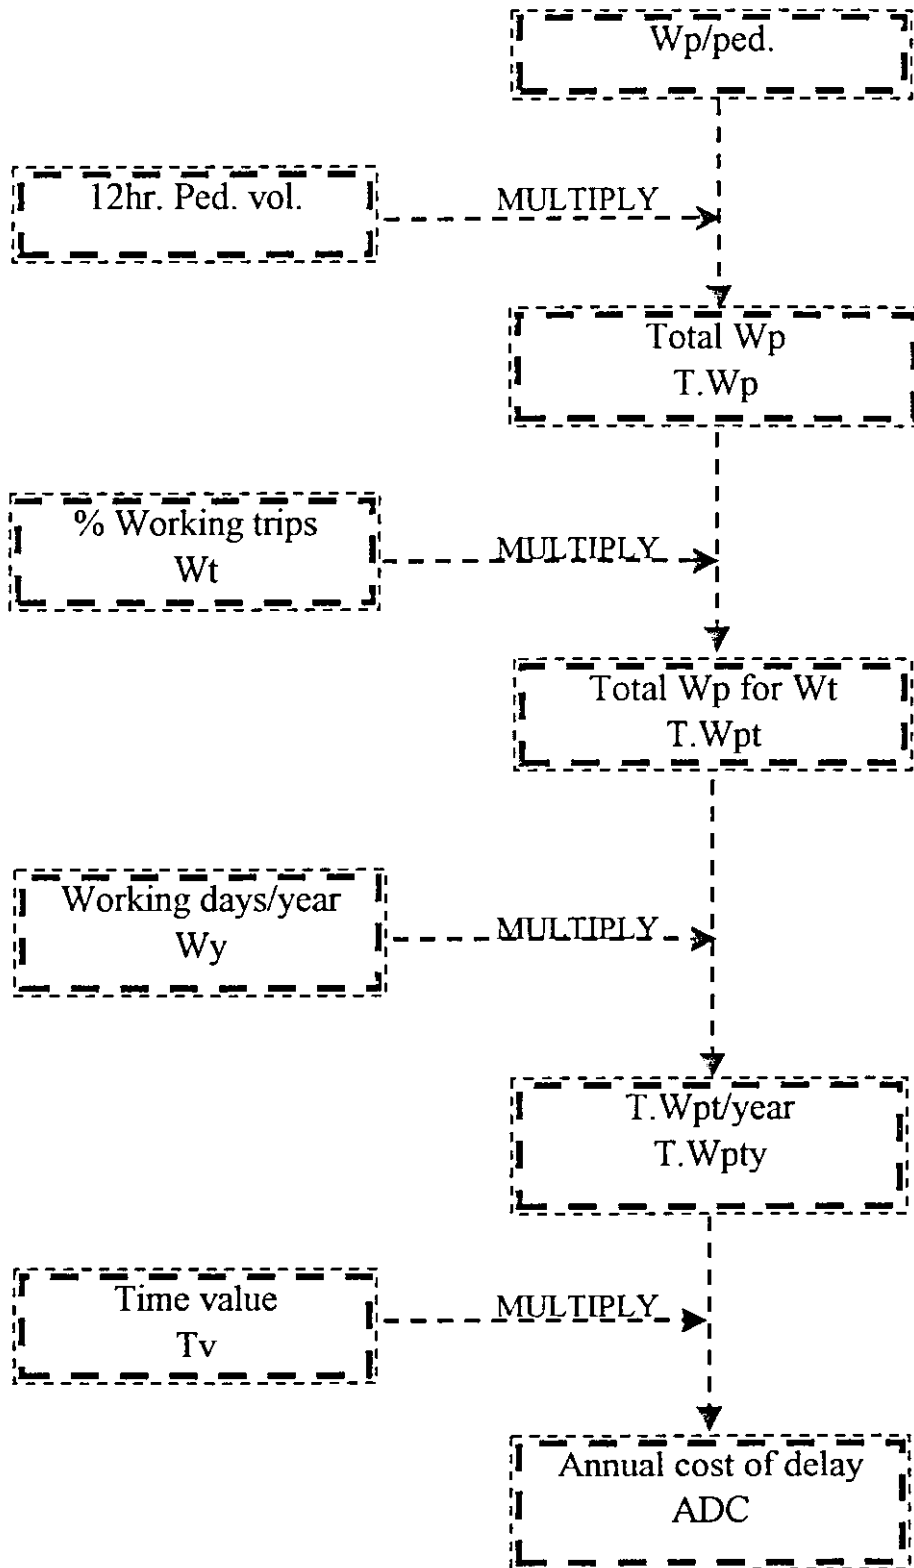 Wp/ped.
12hr. Ped. vol.
MULTIPLY
Total Wp
T.Wp
% Working trips
Wt
MULTIPLY
Total Wp for Wt
T.Wpt
Working days/year
Wy
MULTIPLY
T.Wpt/year
T.Wpty
Time value
Tv
MULTIPLY
Annual cost of delay
ADC